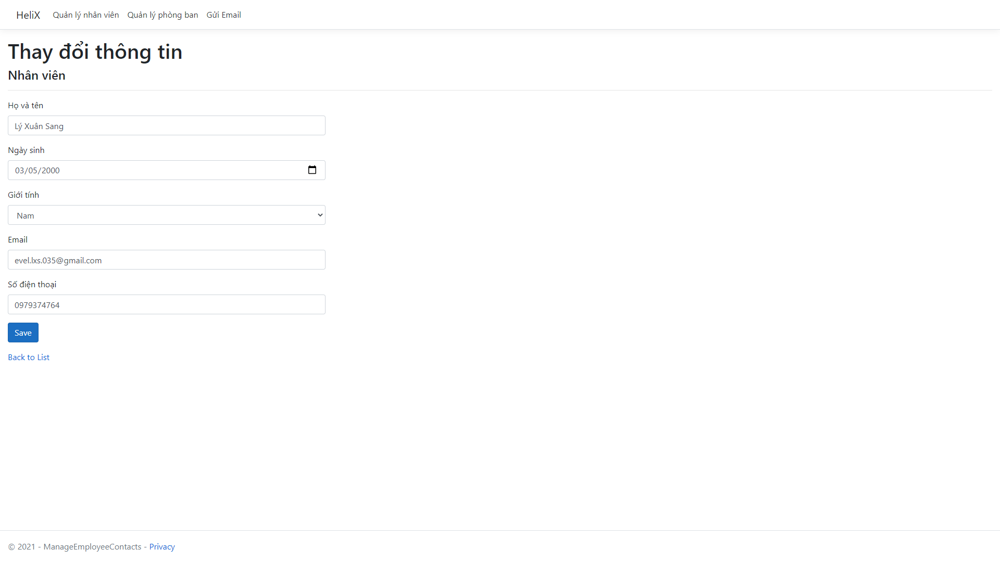 HeliX Quản lý nhân viên Quản lý phòng ban Gửi Email
Thay đổi thông tin
Nhân viên
Họ và tên
Lý Xuân Sang
Ngày sinh
03/05/2000
Giới tính
Nam
Email
evel.lxs.035@gmail.com
Số điện thoại
0979374764
Save
Back to List
© 2021 - ManageEmployeeContacts - Privacy